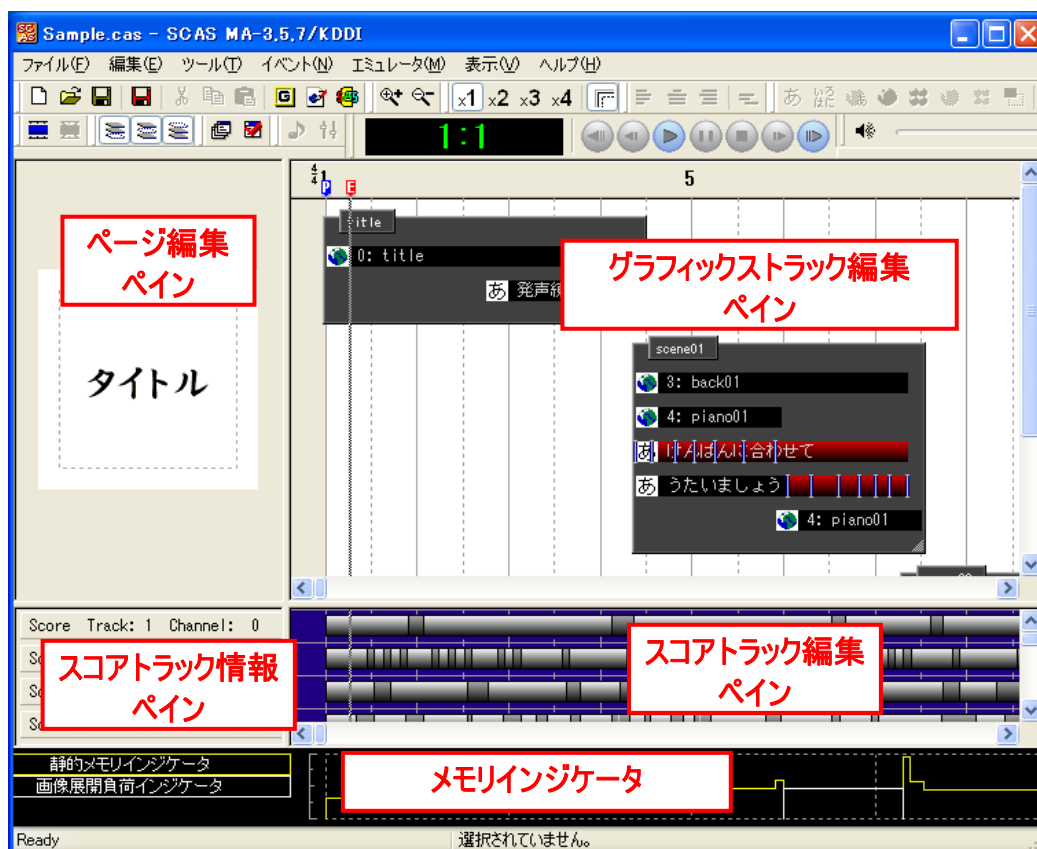 Sample.cas - SCAS MA-3,5,7/KDDI
ファイル(F) 編集(E) ツール(T) イベント(N) エミュレータ(M) 表示(V) ヘルプ(H)
x1 x2 x3 x4
1:1
4/4 1 5
P E
title
0: title
あ 発声
ページ編集
ペイン
グラフィックストラック編集
ペイン
タイトル
scene01
3: back01
4: piano01
あ けんばんに合わせて
あ うたいましょう
4: piano01
Score Track: 1 Channel: 0
スコアトラック情報
ペイン
スコアトラック編集
ペイン
静的メモリインジケータ
画像展開負荷インジケータ
メモリインジケータ
Ready 選択されていません。